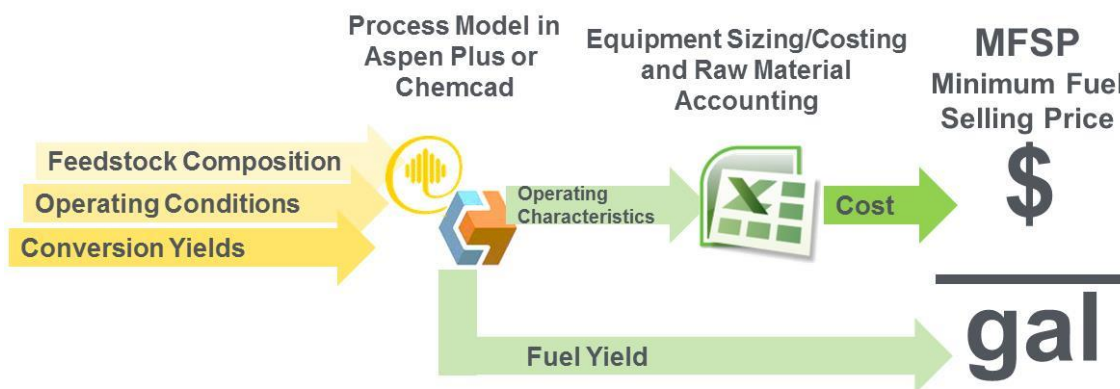 Process Model in
Aspen Plus or
Chemcad
Equipment Sizing/Costing
and Raw Material
Accounting
MFSP
Minimum Fuel
Selling Price
Feedstock Composition
Operating Conditions
Conversion Yields
Operating
Characteristics
Cost
$
gal
Fuel Yield